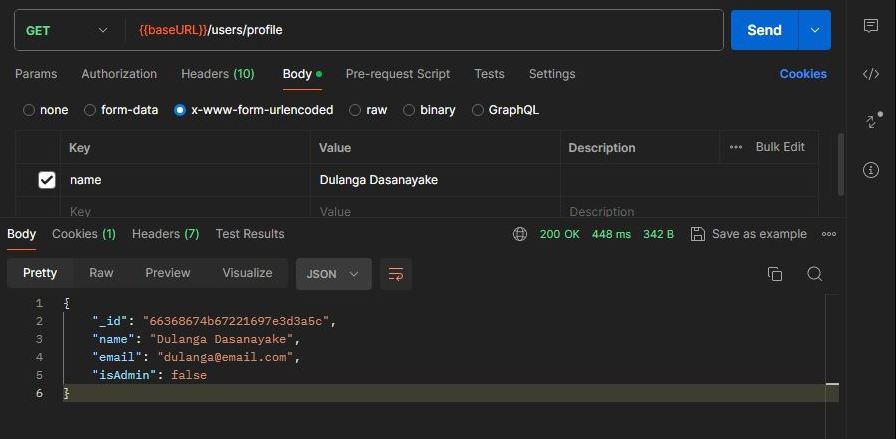 GET {{baseURL}}/users/profile Send
Params Authorization Headers (10) Body Pre-request Script Tests Settings Cookies
none form-data x-www-form-urlencoded raw binary GraphQL
Key Value Description ••• Bulk Edit
name Dulanga Dasanayake
Key Value Description
Body Cookies (1) Headers (7) Test Results 200 OK 448 ms 342 B Save as example
Pretty Raw Preview Visualize JSON
1 {
2 "_id": "66368674b67221697e3d3a5c",
3 "name": "Dulanga Dasanayake",
4 "email": "dulanga@email.com",
5 "isAdmin": false
6 }